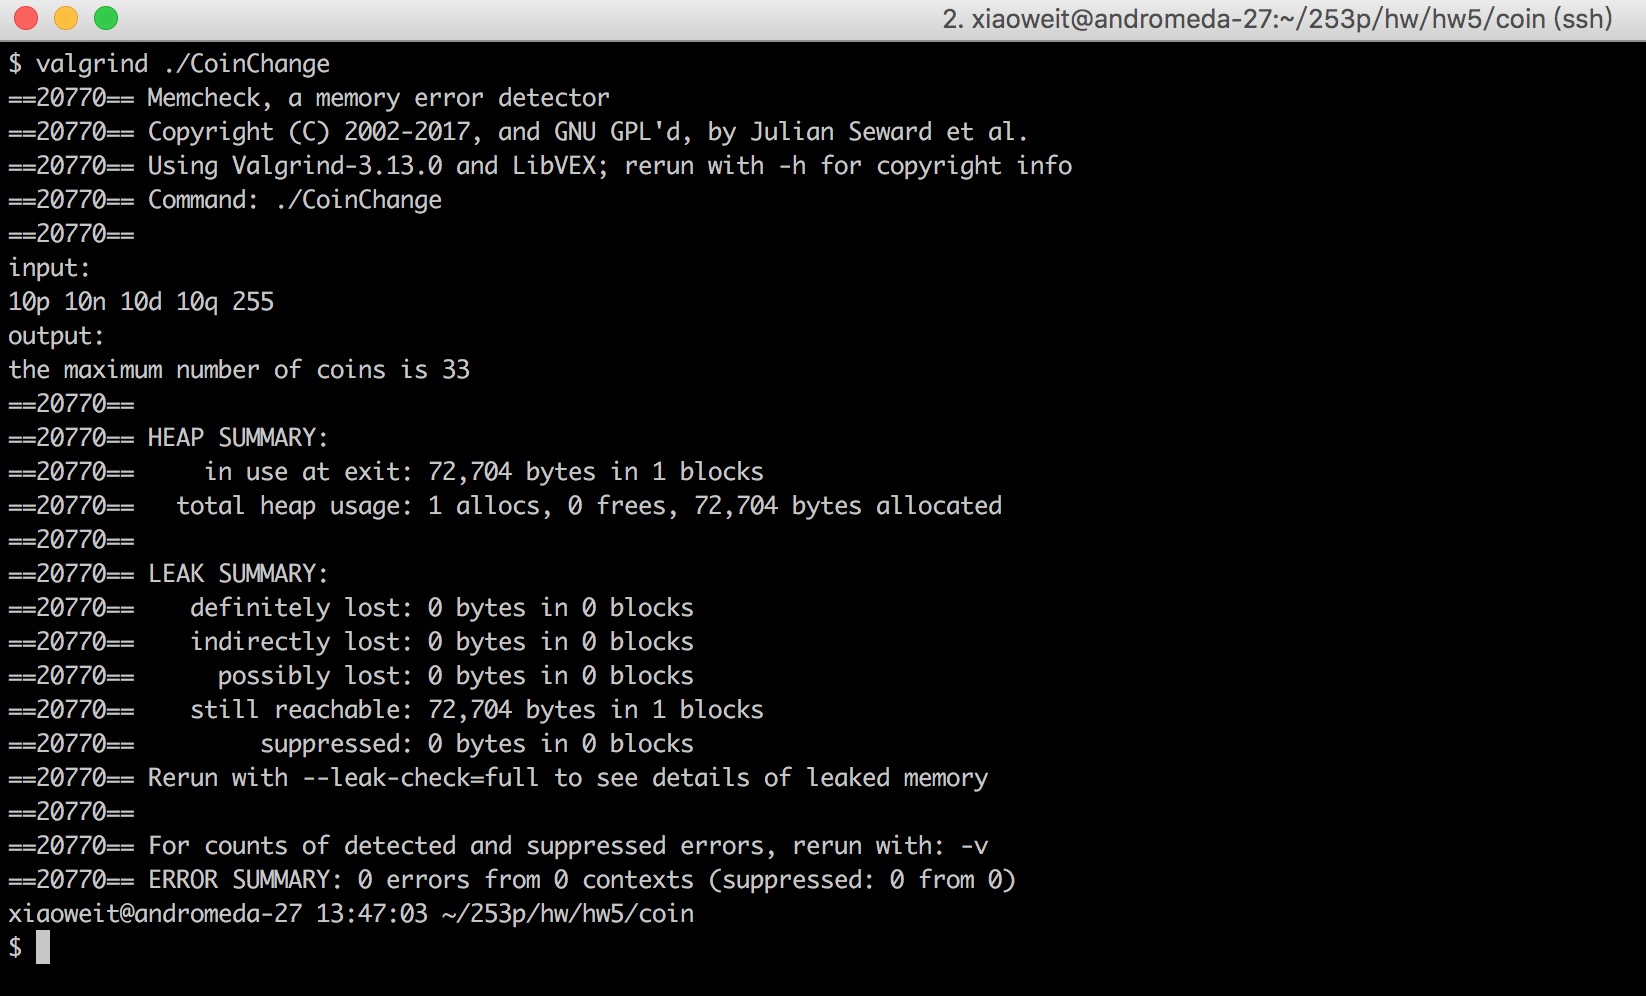 2. xiaoweit@andromeda-27:~/253p/hw/hw5/coin (ssh)
$ valgrind ./CoinChange
==20770== Memcheck, a memory error detector
==20770== Copyright (C) 2002-2017, and GNU GPL'd, by Julian Seward et al.
==20770== Using Valgrind-3.13.0 and LibVEX; rerun with -h for copyright info
==20770== Command: ./CoinChange
==20770==
input:
10p 10n 10d 10q 255
output:
the maximum number of coins is 33
==20770==
==20770== HEAP SUMMARY:
==20770==     in use at exit: 72,704 bytes in 1 blocks
==20770==   total heap usage: 1 allocs, 0 frees, 72,704 bytes allocated
==20770==
==20770== LEAK SUMMARY:
==20770==    definitely lost: 0 bytes in 0 blocks
==20770==    indirectly lost: 0 bytes in 0 blocks
==20770==      possibly lost: 0 bytes in 0 blocks
==20770==    still reachable: 72,704 bytes in 1 blocks
==20770==         suppressed: 0 bytes in 0 blocks
==20770== Rerun with --leak-check=full to see details of leaked memory
==20770==
==20770== For counts of detected and suppressed errors, rerun with: -v
==20770== ERROR SUMMARY: 0 errors from 0 contexts (suppressed: 0 from 0)
xiaoweit@andromeda-27 13:47:03 ~/253p/hw/hw5/coin
$